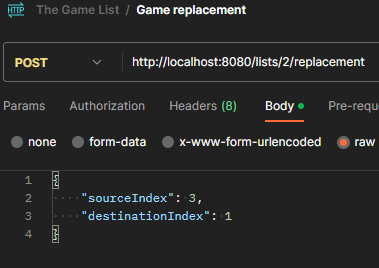 HTTP The Game List / Game replacement
POST http://localhost:8080/lists/2/replacement
Params Authorization Headers (8) Body Pre-requ
none form-data x-www-form-urlencoded raw
1 {
2 "sourceIndex": 3,
3 "destinationIndex": 1
4 }